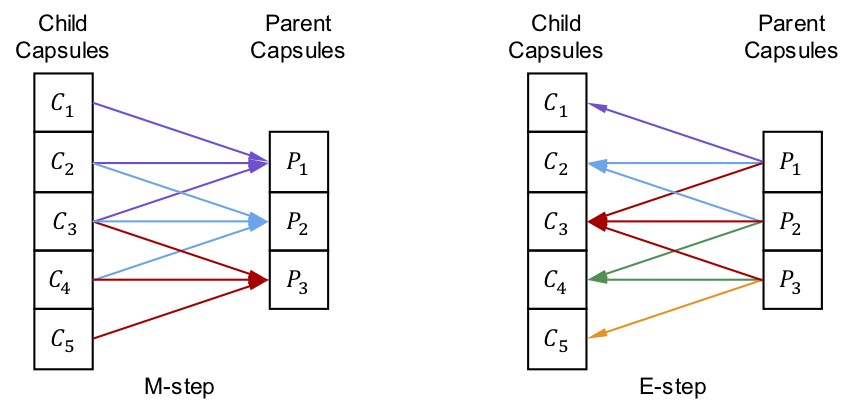 Child
Capsules
Parent
Capsules
C₁
C₂
C₃
C₄
C₅
P₁
P₂
P₃
M-step
Child
Capsules
Parent
Capsules
C₁
C₂
C₃
C₄
C₅
P₁
P₂
P₃
E-step